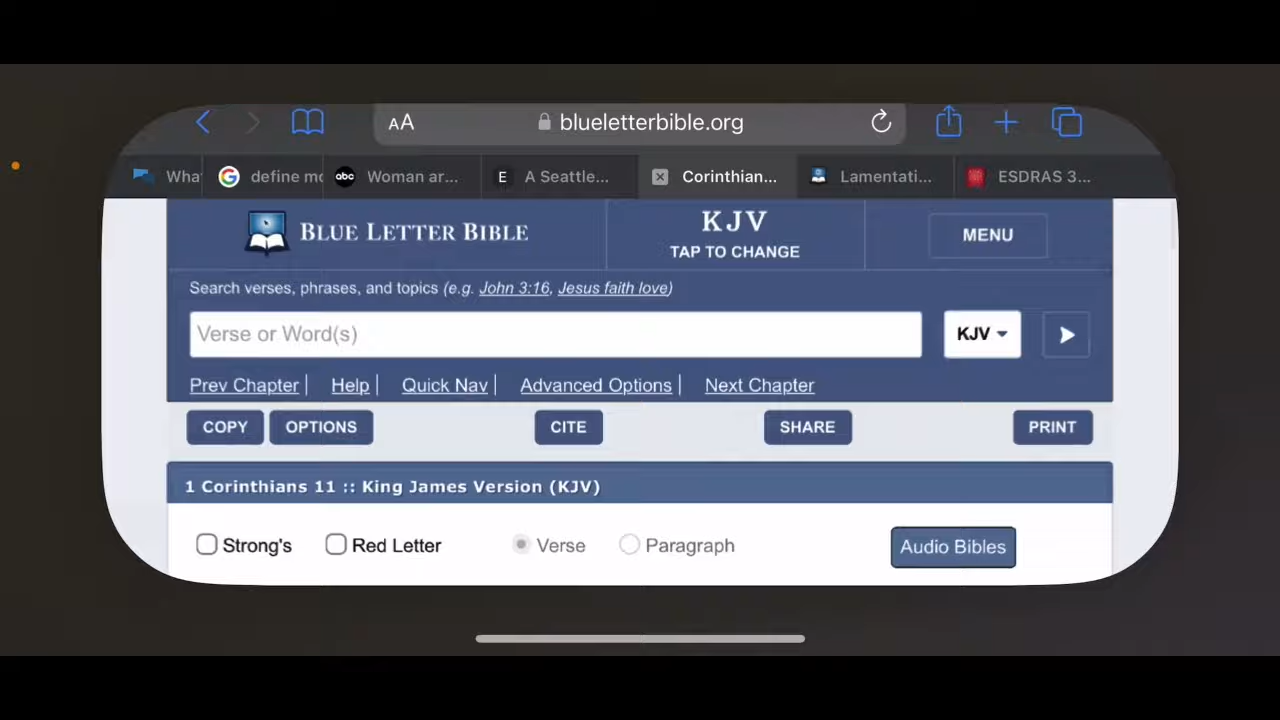 AA blueletterbible.org
Wha define mo abc Woman ar... E A Seattle... Corinthian... Lamentati... ESDRAS 3...
BLUE LETTER BIBLE
KJV
TAP TO CHANGE
MENU
Search verses, phrases, and topics (e.g. John 3:16, Jesus faith love)
Verse or Word(s) KJV
Prev Chapter | Help | Quick Nav | Advanced Options | Next Chapter
COPY OPTIONS CITE SHARE PRINT
1 Corinthians 11 :: King James Version (KJV)
Strong's Red Letter Verse Paragraph Audio Bibles